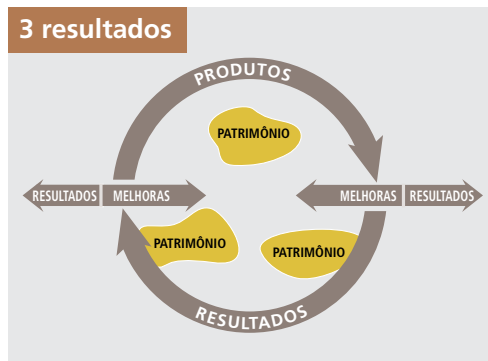 3 resultados
PRODUTOS
PATRIMÔNIO
RESULTADOS MELHORAS
MELHORAS RESULTADOS
PATRIMÔNIO
PATRIMÔNIO
RESULTADOS